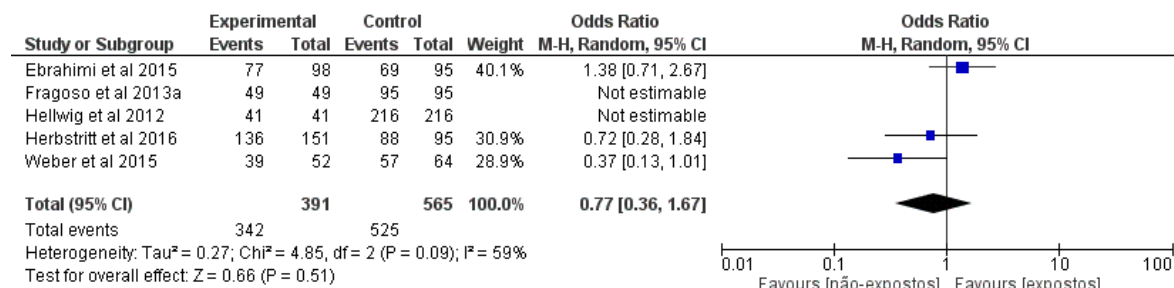 Experimental Control Odds Ratio Odds Ratio
Study or Subgroup Events Total Events Total Weight M-H, Random, 95% CI M-H, Random, 95% CI
Ebrahimi et al 2015 77 98 69 95 40.1% 1.38 [0.71, 2.67]
Fragoso et al 2013a 49 49 95 95 Not estimable
Hellwig et al 2012 41 41 216 216 Not estimable
Herbstritt et al 2016 136 151 88 95 30.9% 0.72 [0.28, 1.84]
Weber et al 2015 39 52 57 64 28.9% 0.37 [0.13, 1.01]
Total (95% CI) 391 565 100.0% 0.77 [0.36, 1.67]
Total events 342 525
Heterogeneity: Tau² = 0.27; Chi² = 4.85, df = 2 (P = 0.09); I² = 59%
Test for overall effect: Z = 0.66 (P = 0.51)
0.01 0.1 1 10 100
Favours [não-expostos] Favours [expostos]